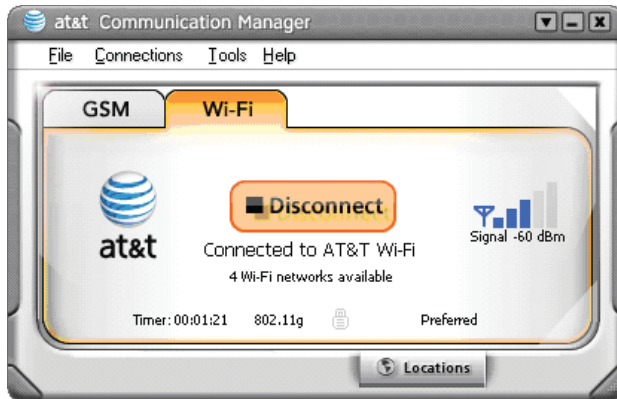 at&t Communication Manager
File Connections Tools Help
GSM Wi-Fi
Disconnect
at&t
Connected to AT&T Wi-Fi
Signal -60 dBm
4 Wi-Fi networks available
Timer: 00:01:21 802.11g Preferred
Locations